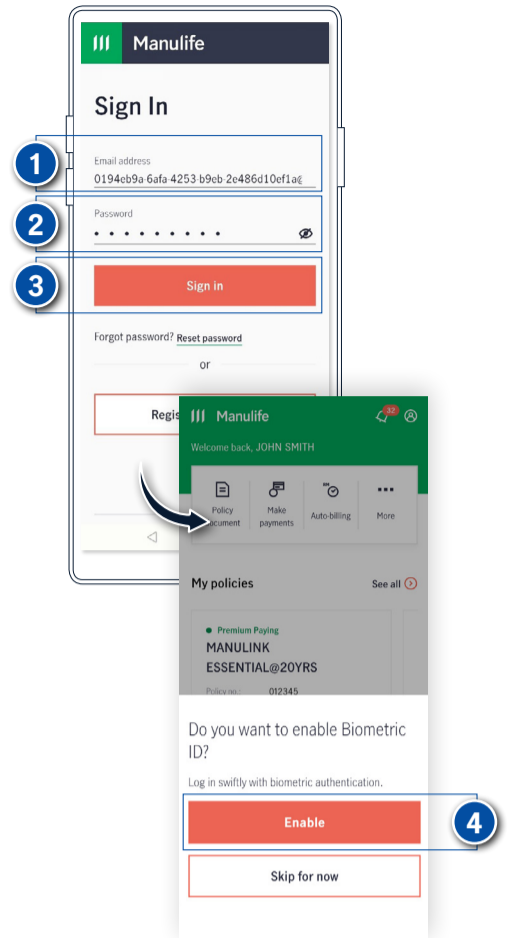 Manulife
Sign In
1
Email address
0194eb9a-6afa-4253-b9eb-2e486d10ef1a@
2
Password
3
Sign in
Forgot password? Reset password
or
Regis
Manulife
32
Welcome back, JOHN SMITH
Policy document
Make payments
Auto-billing
More
My policies
See all
Premium Paying
MANULINK
ESSENTIAL@20YRS
Policy no.: 012345
Do you want to enable Biometric
ID?
Log in swiftly with biometric authentication.
Enable
4
Skip for now